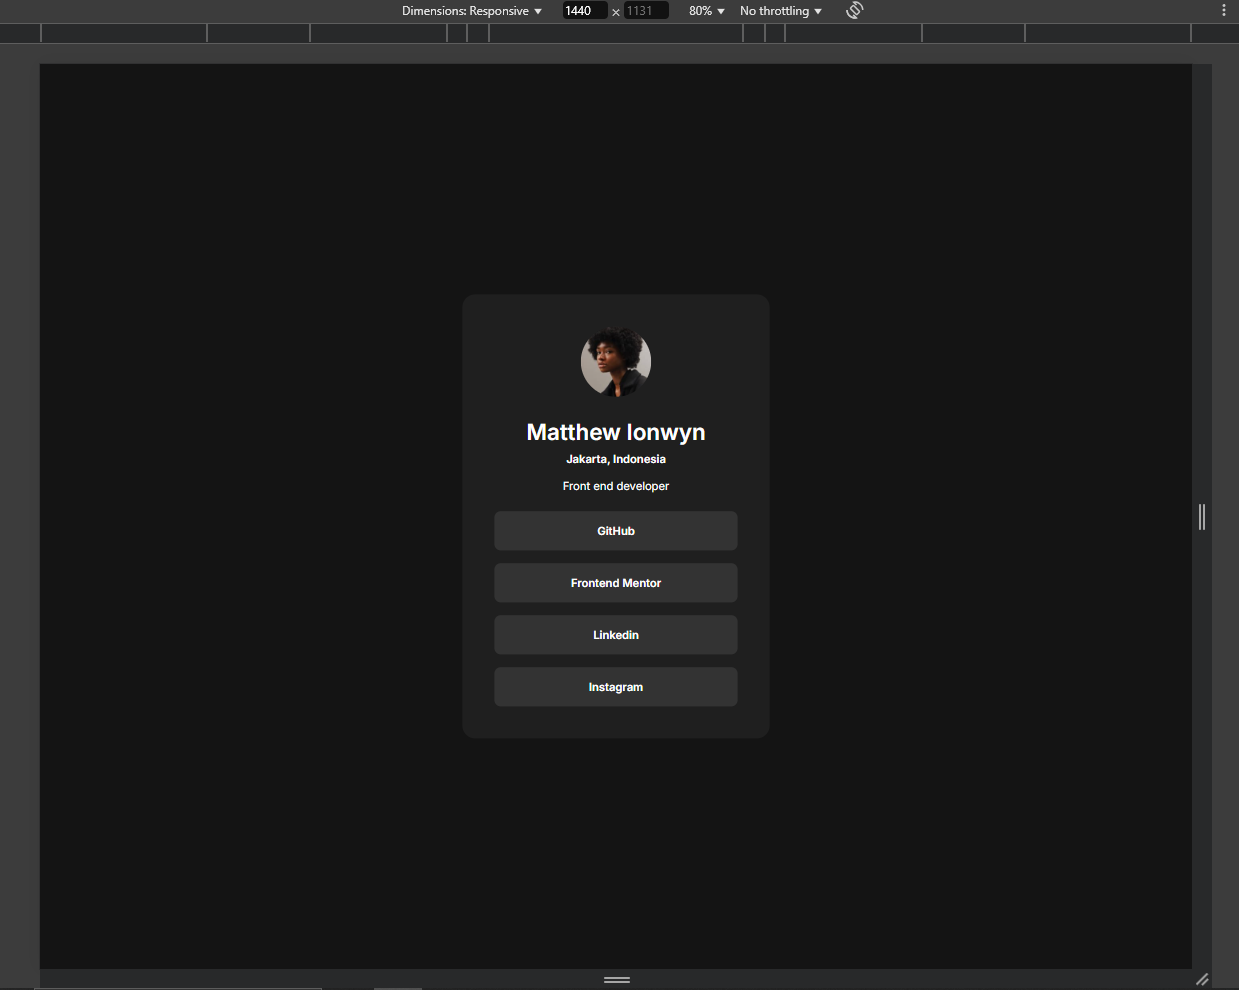 Dimensions: Responsive 1440 × 1131 80% No throttling
Matthew Ionwyn
Jakarta, Indonesia
Front end developer
GitHub
Frontend Mentor
Linkedin
Instagram